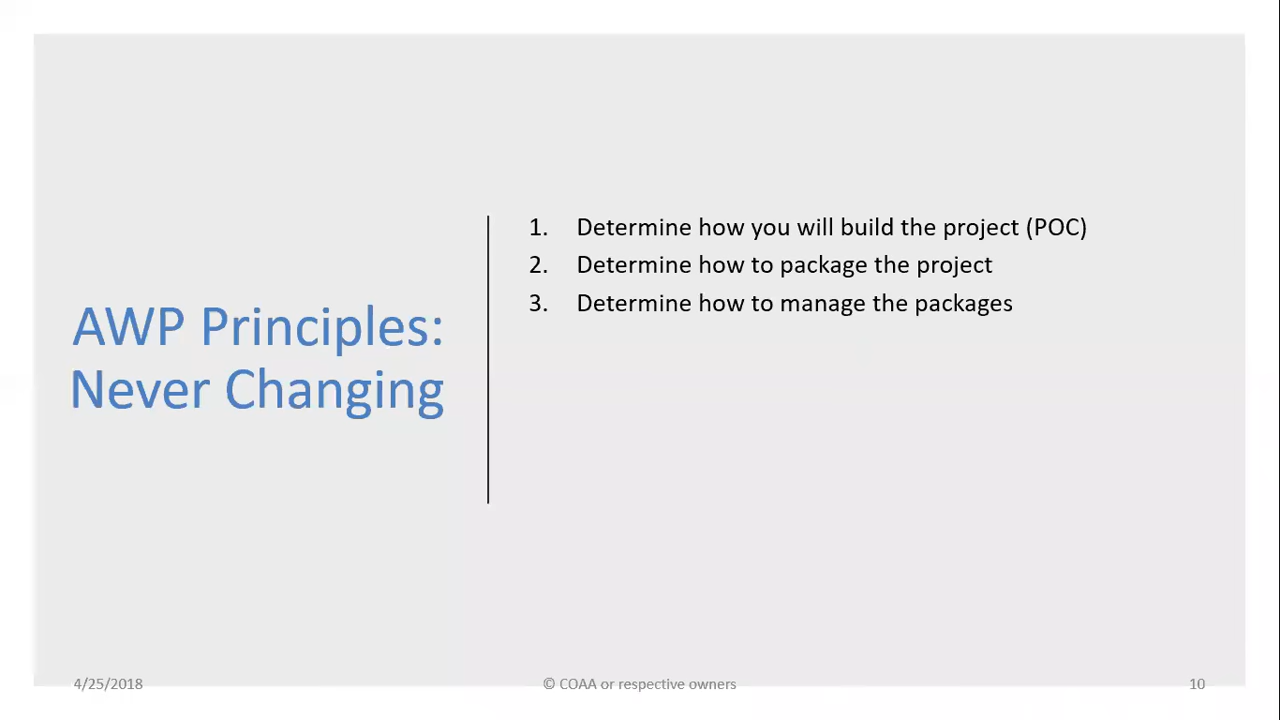 AWP Principles:
Never Changing
1. Determine how you will build the project (POC)
2. Determine how to package the project
3. Determine how to manage the packages
4/25/2018
© COAA or respective owners
10